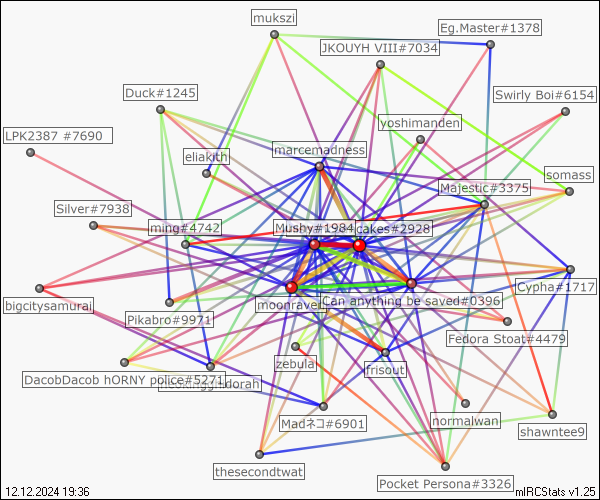 mukszi
Eg.Master#1378
JKOUYH VIII#7034
Duck#1245
Swirly Boi#6154
yoshimanden
LPK2387 #7690
marcemadness
eliakith
somass
Majestic#3375
Silver#7938
ming#4742
Mushy#1984
cakes#2928
Cypha#1717
moonrave
Can anything be saved#0396
bigcitysamurai
Pikabro#9971
Fedora Stoat#4479
zebula
frisout
DacobDacob hORNY police#5271
dorah
Madネコ#6901
normalwan
shawntee9
thesecondtwat
Pocket Persona#3326
12.12.2024 19:36
mIRCStats v1.25